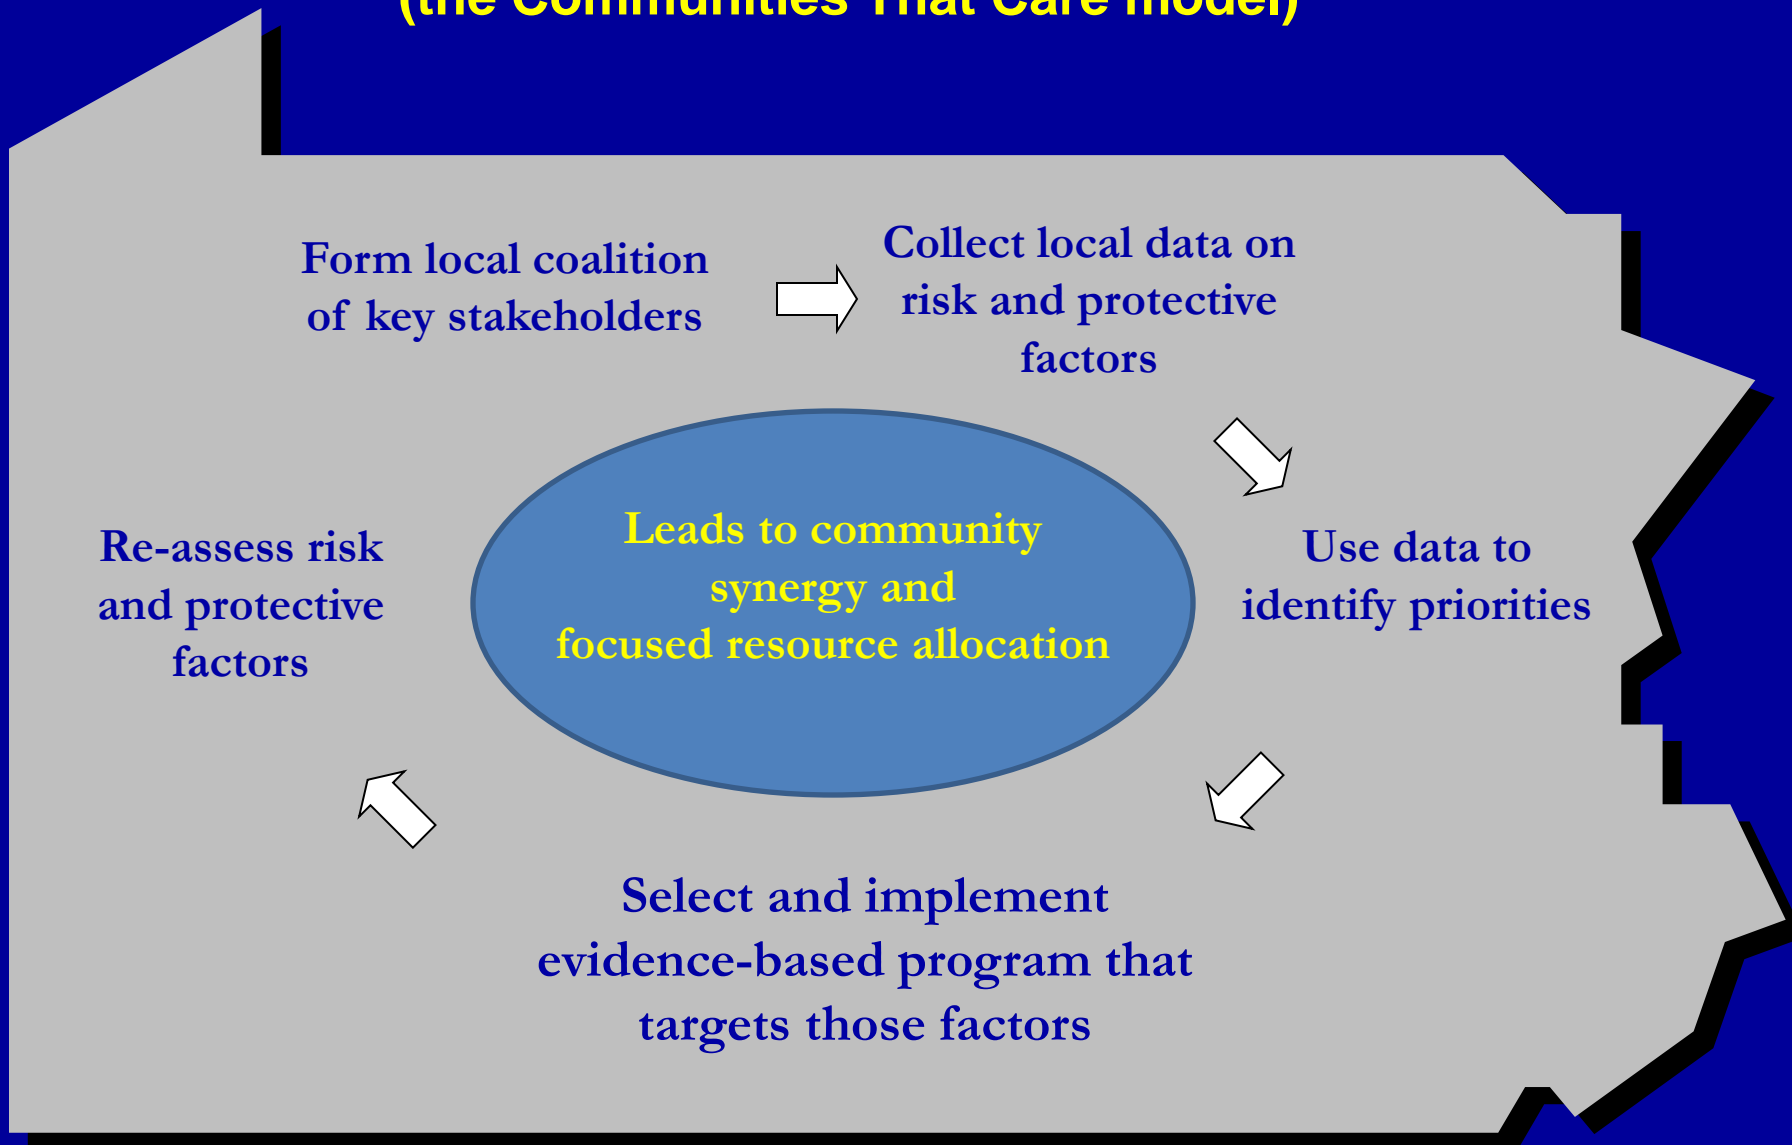 (the Communities That Care model)
Form local coalition
of key stakeholders
Collect local data on
risk and protective
factors
Use data to
identify priorities
Select and implement
evidence-based program that
targets those factors
Re-assess risk
and protective
factors
Leads to community
synergy and
focused resource allocation